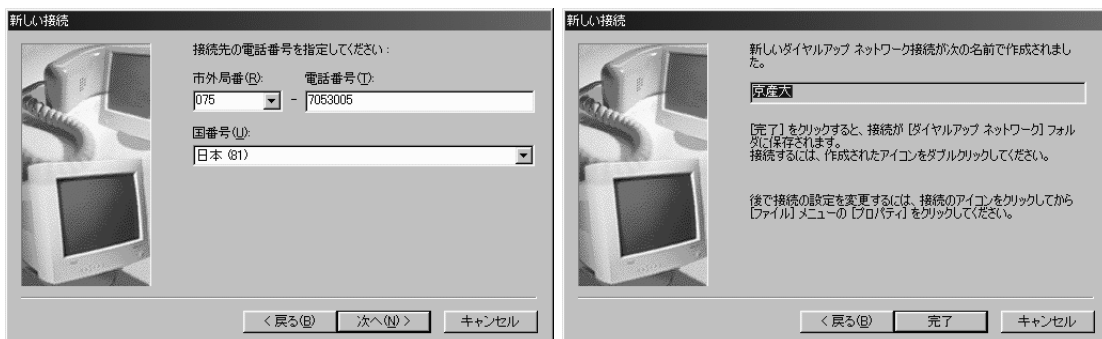 新しい接続
接続先の電話番号を指定してください:
市外局番(R): 電話番号(T):
075 - 7053005
国番号(U):
日本 (81)
< 戻る(B) 次へ(N) > キャンセル
新しい接続
新しいダイヤルアップ ネットワーク接続が次の名前で作成されまし
た。
京産大
[完了] をクリックすると、接続が [ダイヤルアップ ネットワーク] フォル
ダに保存されます。
接続するには、作成されたアイコンをダブルクリックしてください。
後で接続の設定を変更するには、接続のアイコンをクリックしてから
[ファイル] メニューの [プロパティ] をクリックしてください。
< 戻る(B) 完了 キャンセル